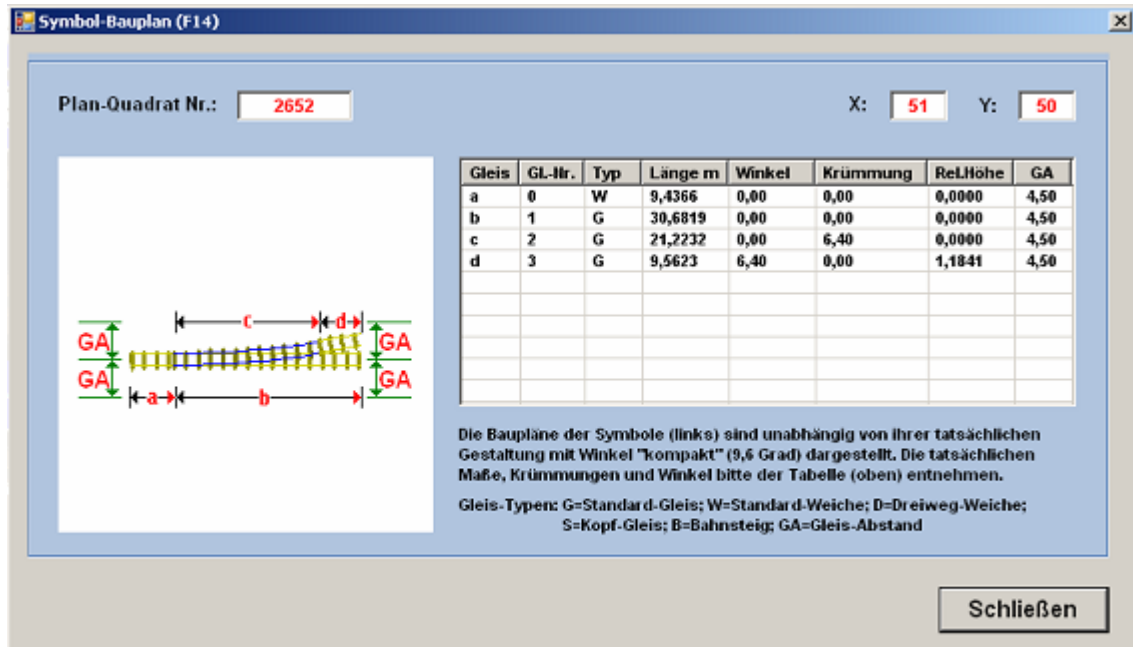 Symbol-Bauplan (F14)
Plan-Quadrat Nr.: 2652 X: 51 Y: 50
Gleis GL-Nr. Typ Länge m Winkel Krümmung Rel.Höhe GA
a 0 W 9,4366 0,00 0,00 0,0000 4,50
b 1 G 30,6819 0,00 0,00 0,0000 4,50
c 2 G 21,2232 0,00 6,40 0,0000 4,50
d 3 G 9,5623 6,40 0,00 1,1841 4,50
c d
GA GA
GA GA
a b
Die Baupläne der Symbole (links) sind unabhängig von ihrer tatsächlichen
Gestaltung mit Winkel "kompakt" (9,6 Grad) dargestellt. Die tatsächlichen
Maße, Krümmungen und Winkel bitte der Tabelle (oben) entnehmen.
Gleis-Typen: G=Standard-Gleis; W=Standard-Weiche; D=Dreiweg-Weiche;
S=Kopf-Gleis; B=Bahnsteig; GA=Gleis-Abstand
Schließen